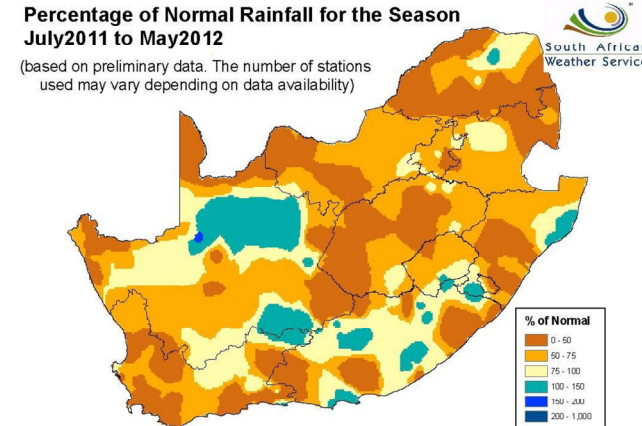 Percentage of Normal Rainfall for the Season
July2011 to May2012
(based on preliminary data. The number of stations
used may vary depending on data availability)
South Africa
Weather Servic
% of Normal
0 - 50
50 - 75
75 - 100
100 - 150
150 - 200
200 - 1,000